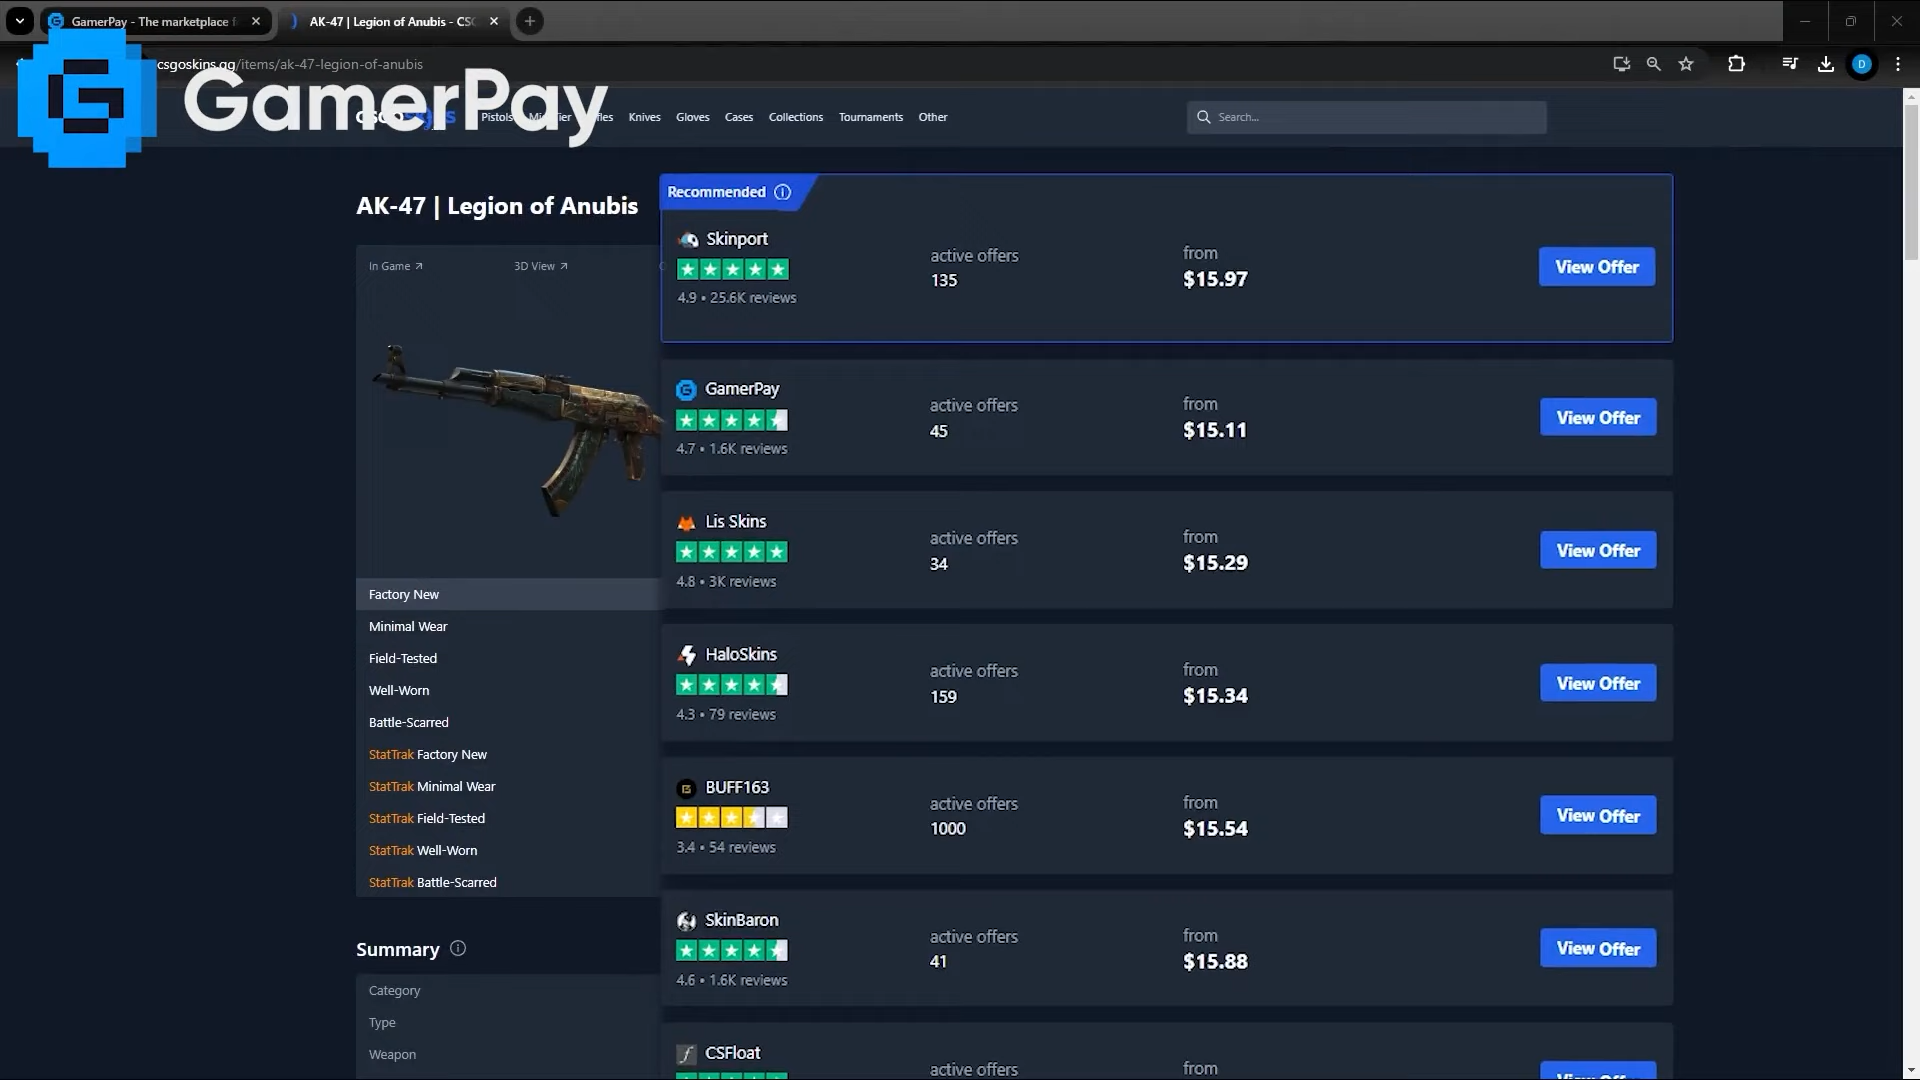 GamerPay - The marketplace f
AK-47 | Legion of Anubis - CSG
csgoskins.gg/items/ak-47-legion-of-anubis
D
GamerPay
Pistols
Knives
Gloves
Cases
Collections
Tournaments
Other
Search...
AK-47 | Legion of Anubis
In Game
3D View
Factory New
Minimal Wear
Field-Tested
Well-Worn
Battle-Scarred
StatTrak Factory New
StatTrak Minimal Wear
StatTrak Field-Tested
StatTrak Well-Worn
StatTrak Battle-Scarred
Summary
Category
Type
Weapon
Recommended
Skinport
4.9 • 25.6K reviews
active offers
135
from
$15.97
View Offer
GamerPay
4.7 • 1.6K reviews
active offers
45
from
$15.11
View Offer
Lis Skins
4.8 • 3K reviews
active offers
34
from
$15.29
View Offer
HaloSkins
4.3 • 79 reviews
active offers
159
from
$15.34
View Offer
BUFF163
3.4 • 54 reviews
active offers
1000
from
$15.54
View Offer
SkinBaron
4.6 • 1.6K reviews
active offers
41
from
$15.88
View Offer
CSFloat
active offers
from
View Offer